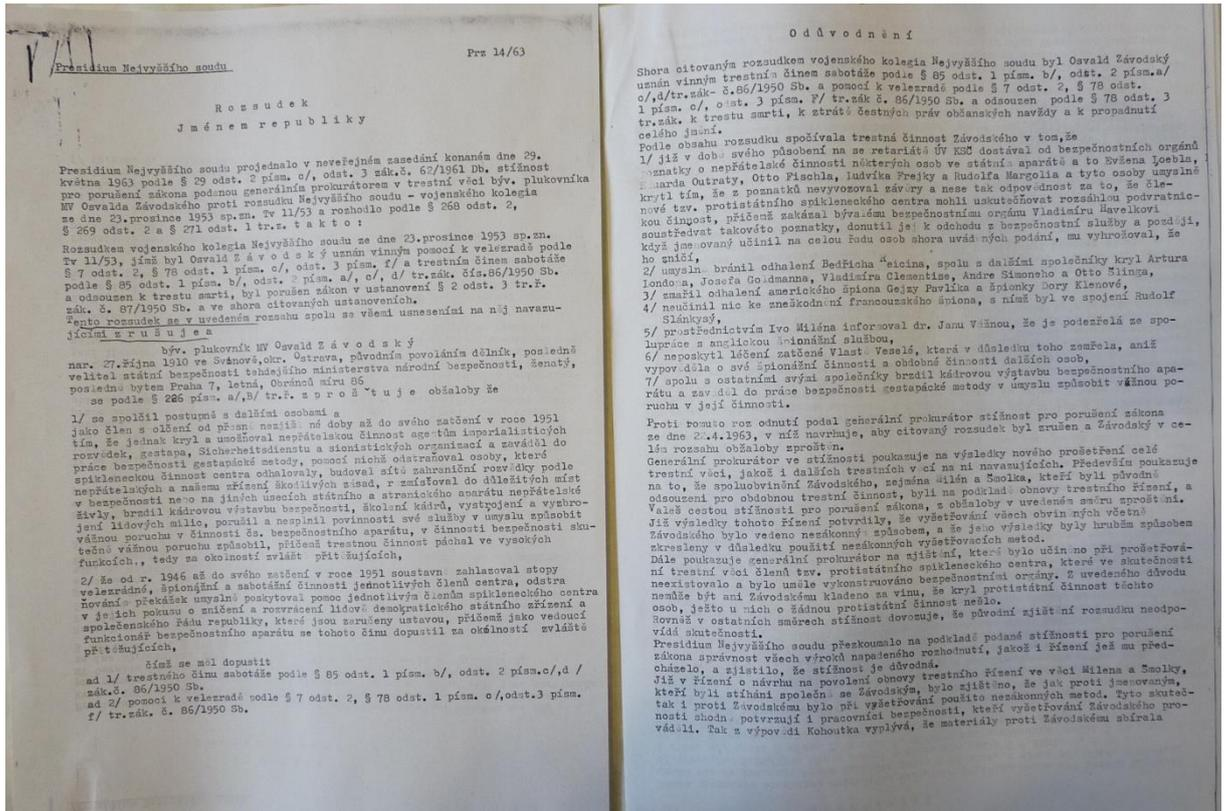 Prz 14/63
Presidium Nejvyššího soudu
R o z s u d e k
J m é n e m  r e p u b l i k y
Presidium Nejvyššího soudu projednalo v neveřejném zasedání konaném dne 29.
května 1963 podle § 29 odst. 2 písm. c/, odst. 3 zák.č. 62/1961 Db. stížnost
pro porušení zákona podanou generálním prokurátorem v trestní věci býv. plukovníka
MV Osvalda Závodského proti rozsudku Nejvyššího soudu - vojenského kolegia
ze dne 23.prosince 1953 sp.zn. Tv 11/53 a rozhodlo podle § 268 odst. 2,
§ 269 odst. 2 a § 271 odst. 1 tr.ř. t a k t o :
Rozsudkem vojenského kolegia Nejvyššího soudu ze dne 23.prosince 1953 sp.zn.
Tv 11/53, jímž byl Osvald Z á v o d s k ý uznán vinným pomocí k velezradě podle
§ 7 odst. 2, § 78 odst. 1 písm. c/, odst. 3 písm. f/ a trestním činem sabotáže
podle § 85 odst. 1 písm. b/, odst. 2 písm. a/, c/, d/ tr.zák. čís.86/1950 Sb.
a odsouzen k trestu smrti, byl porušen zákon v ustanovení § 2 odst. 3 tr.ř.
zák. č. 87/1950 Sb. a ve shora citovaných ustanoveních.
Tento rozsudek se v uvedeném rozsahu spolu se všemi usneseními na něj navazu-
jícími z r u š u j e a
býv. plukovník MV Osvald Z á v o d s k ý
nar. 27.října 1910 ve Svinově,okr. Ostrava, původním povoláním dělník, posledně
velitel státní bezpečnosti tehdejšího ministerstva národní bezpečnosti, ženatý,
posledně bytem Praha 7, letná, Obránců míru 86
se podle § 226 písm. a/,B/ tr.ř. z p r o š ť u j e obžaloby že
1/ se spolčil postupně s dalšími osobami a
jako člen s olčení od přesně nezjiš né doby až do svého zatčení v roce 1951
tím, že jednak kryl a umožňoval nepřátelskou činnost agentům imperialistických
rozvědek, gestapa, Sicherheitsdienstu a sionistických organizací a zaváděl do
práce bezpečnosti gestapácké metody, pomocí nichž odstraňoval osoby, které
spikleneckou činnost centra odhalovaly, budoval sítě zahraniční rozvědky podle
nepřátelských a našemu zřízení škodlivých zásad, r zmísťoval do důležitých míst
v bezpečnosti nebo na jiných úsecích státního a stranického aparátu nepřátelské
živly, brzdil kádrovou výstavbu bezpečnosti, školení kádrů, vystrojení a vyzbro-
jení lidových milic, porušil a nesplnil povinnosti své služby v úmyslu způsobit
vážnou poruchu v činnosti čs. bezpečnostního aparátu, v činnosti bezpečnosti sku-
tečně vážnou poruchu způsobil, přičemž trestnou činnost páchal ve vysokých
funkcích,, tedy za okolností zvlášť přitěžujících,
2/ že od r. 1946 až do svého zatčení v roce 1951 soustavně zahlazoval stopy
velezrádné, špionážní a sabotážní činnosti jednotlivých členů centra, odstra
ňováním překážek umyslně poskytoval pomoc jednotlivým členům spikleneckého centra
v jejich pokusu o zničení a rozvrácení lidově demokratického státního zřízení a
společenského řádu republiky, které jsou zaručeny ústavou, přičemž jako vedoucí
funkcionář bezpečnostního aparátu se tohoto činu dopustil za okolností zvláště
přitěžujících,
čímž se měl dopustit
ad 1/ trestného činu sabotáže podle § 85 odst. 1 písm. b/, odst. 2 písm.c/,d /
zák.č. 86/1950 Sb.
ad 2/ pomoci k velezradě podle § 7 odst. 2, § 78 odst. 1 písm. c/,odst.3 písm.
f/ tr.zák. č. 86/1950 Sb.
O d ů v o d n ě n í
Shora citovaným rozsudkem vojenského kolegia Nejvyššího soudu byl Osvald Závodský
uznán vinným trestním činem sabotáže podle § 85 odst. 1 písm. b/, odst. 2 písm.a/
c/,d/tr.zák- č.86/1950 Sb. a pomocí k velezradě podle § 7 odst. 2, § 78 odst.
1 písm. c/, odst. 3 písm. F/ tr.zák č. 86/1950 Sb. a odsouzen podle § 78 odst. 3
tr.zák. k trestu smrti, k ztrátě čestných práv občanských navždy a k propadnutí
celého jmění.
Podle obsahu rozsudku spočívala trestná činnost Závodského v tom,že
1/ již v době svého působení na se retariátě ÚV KSČ dostával od bezpečnostních orgánů
poznatky o nepřátelské činnosti některých osob ve státním aparátě a to Evžena Loebla,
Eduarda Outraty, Otto Fischla, Ludvíka Frejky a Rudolfa Margolia a tyto osoby umyslně
kryl tím, že z poznatků nevyvozoval závěry a nese tak odpovědnost za to, že čle-
nové tzv. protistátního spikleneckého centra mohli uskutečňovat rozsáhlou podvratnic-
kou činost, přičemž zakázal bývalému bezpečnostnímu orgánu Vladimíru Havelkovi
soustřeďvat takovéto poznatky, donutil jej k odchodu z bezpečnostní služby a později,
když jmenovaný učinil na celou řadu osob shora uváděných podání, mu vyhrožoval, že
ho zničí,
2/ umyslně bránil odhalení Bedřicha Reicina, spolu s dalšími společníky kryl Artura
Londona, Josefa Goldmanna, Vladimíra Clementise, Andre Simoneho a Otto Šlinga,
3/ zmařil odhalení amerického špiona Gejzy Pavlíka a špionky Dory Klenové,
4/ neučinil nic ke zneškodnění francouzského špiona, s nímž byl ve spojení Rudolf
Slánkysý,
5/ prostřednictvím Ivo Miléna informoval dr. Janu Vážnou, že je podezřelá ze spo-
lupráce s anglickou špionážní službou,
6/ neposkytl léčení zatčené Vlastě Veselé, která v důsledku toho zemřela, aniž
vypověděla o své špionážní činnosti a obdobné činnosti dalších osob,
7/ spolu s ostatními svými společníky brzdil kádrovou výstavbu bezpečnostního apa-
rátu a zaváděl do práce bezpečnosti gestapácké metody v úmyslu způsobit vážnou po-
ruchu v její činnosti.
Proti tomuto roz odnutí podal generální prokurátor stížnost pro porušení zákona
ze dne 22.4.1963, v níž navrhuje, aby citovaný rozsudek byl zrušen a Závodský v ce-
lém rozsahu obžaloby zproštěn.
Generální prokurátor ve stížnosti poukazuje na výsledky nového prošetření celé
trestní věci, jakož i dalších trestních věcí na ni navazujících. Především poukazuje
na to, že spoluobvinění Závodského, zejména Milén a Smolka, kteří byli původně
odsouzeni pro obdobnou trestní činnost, byli na podkladě obnovy trestního řízení, a
Valeš cestou stížnosti pro porušení zákona, z obžaloby v uvedeném směru zproštěni.
Již výsledky tohoto řízení potvrdily, že vyšetřování všech obviněných včetně
Závodského bylo vedeno nezákonným způsobem, a že jeho výsledky byly hrubým způsobem
zkresleny v důsledku použití nezákonných vyšetřovacích metod.
Dále poukazuje generální prokurátor na zjištění, které bylo učiněno při prošetřová-
ní trestní věci členů tzv. protistátního spikleneckého centra, které ve skutečnosti
neexistovalo a bylo uměle vykonstruováno bezpečnostními orgány. Z uvedeného důvodu
nemůže být ani Závodskému kladeno za vinu, že kryl protistátní činnost těchto
osob, ježto u nich o žádnou protistátní činnost nešlo.
Rovněž v ostatních směrech stížnost dovozuje, že původní zjištění rozsudku neodpo-
vídá skutečnosti.
Presidium Nejvyššího soudu přezkoumalo na podkladě podané stížnosti pro porušení
zákona správnost všech výroků napadeného rozhodnutí, jakož i řízení jež mu před-
cházelo, a zjistilo, že stížnost je důvodná.
Již v řízení o návrhu na povolení obnovy trestního řízení ve věci Milena a Smolky,
kteří byli stíháni společně se Závodským, bylo zjištěno, že jak proti jmenovaným,
tak i proti Závodskému bylo při vyšetřování použito nezákonných metod. Tyto skuteč-
nosti shodně potvrzují i pracovníci bezpečnosti, kteří vyšetřování Závodského pro-
váděli. Tak z výpovědi Kohoutka vyplývá, že materiály proti Závodskému sbírala